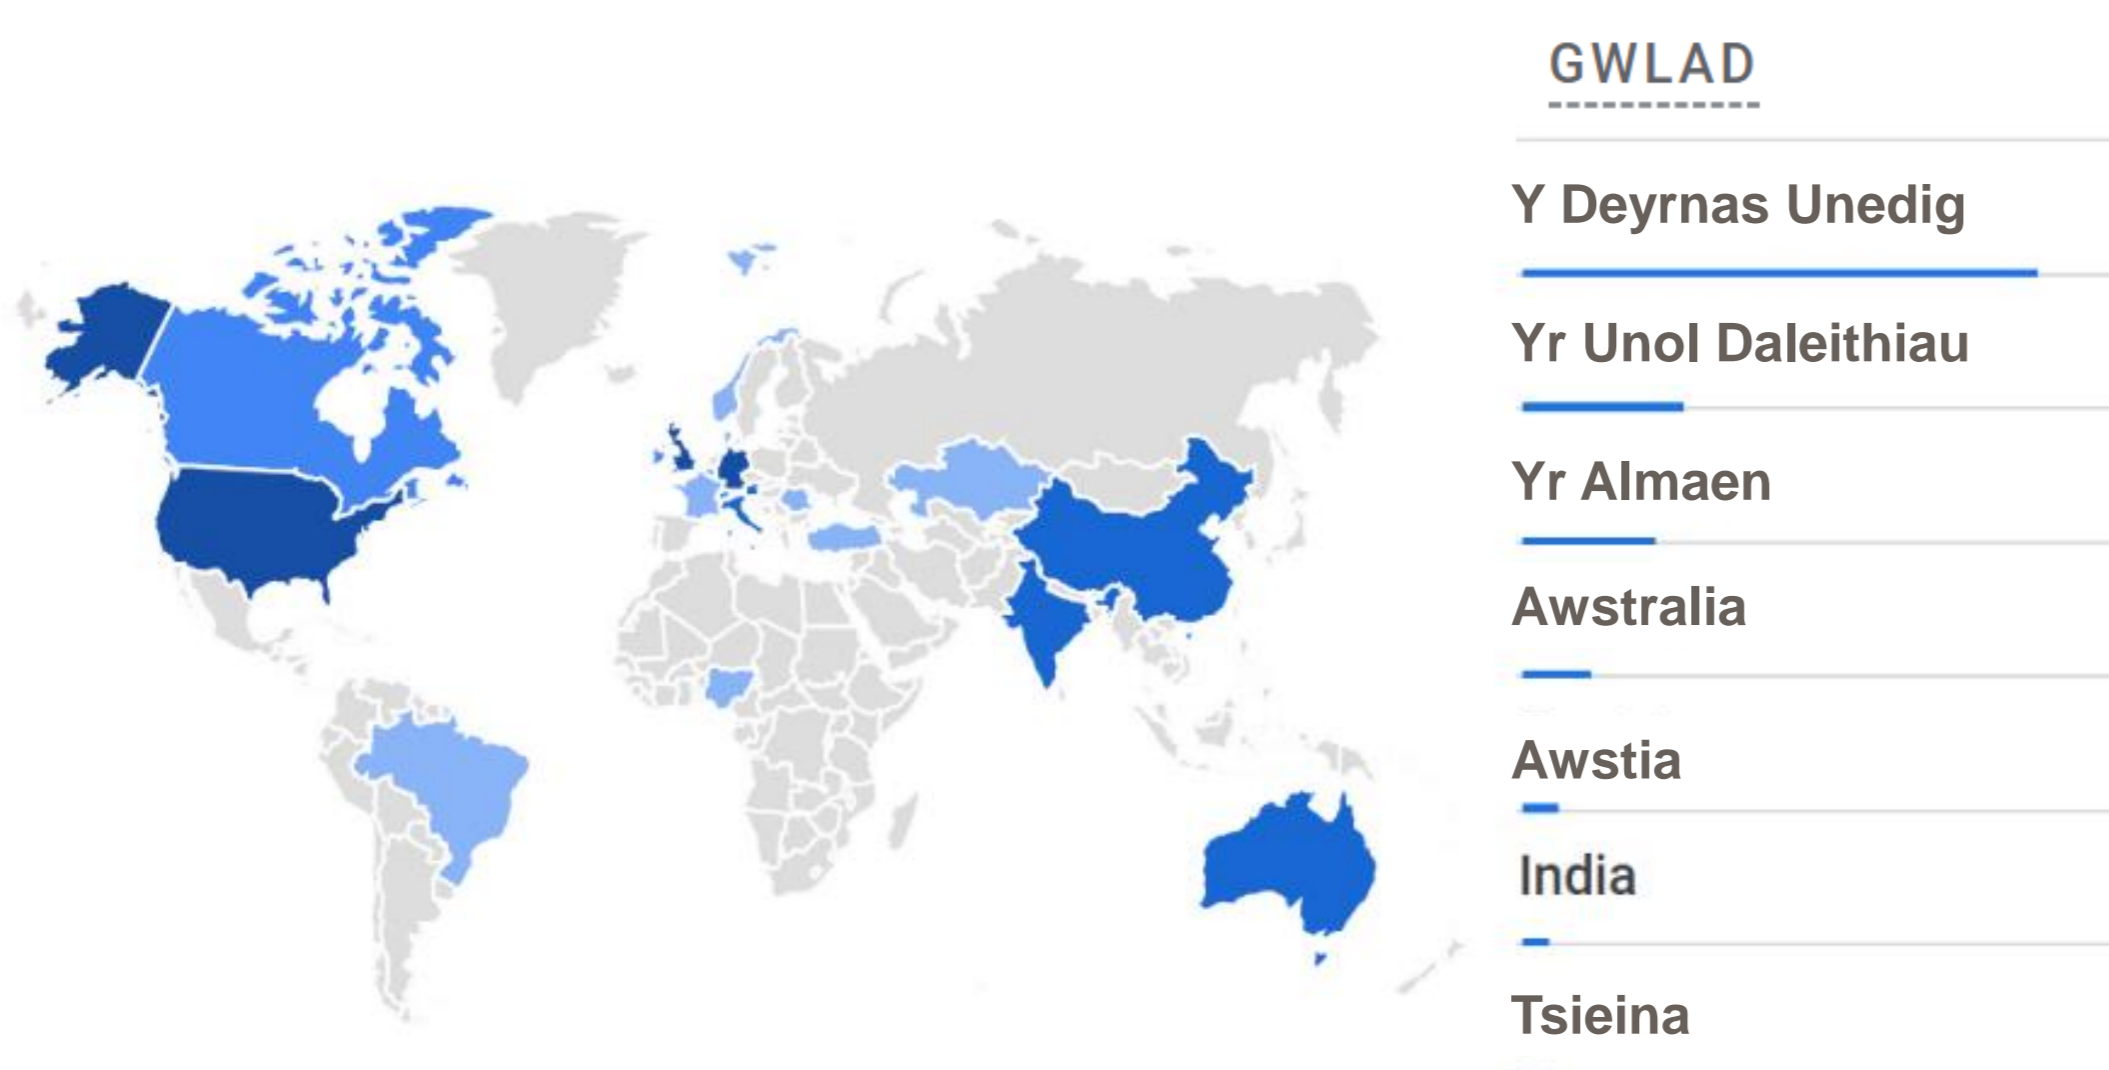 GWLAD
Y Deyrnas Unedig
Yr Unol Daleithiau
Yr Almaen
Awstralia
Awstia
India
Tsieina